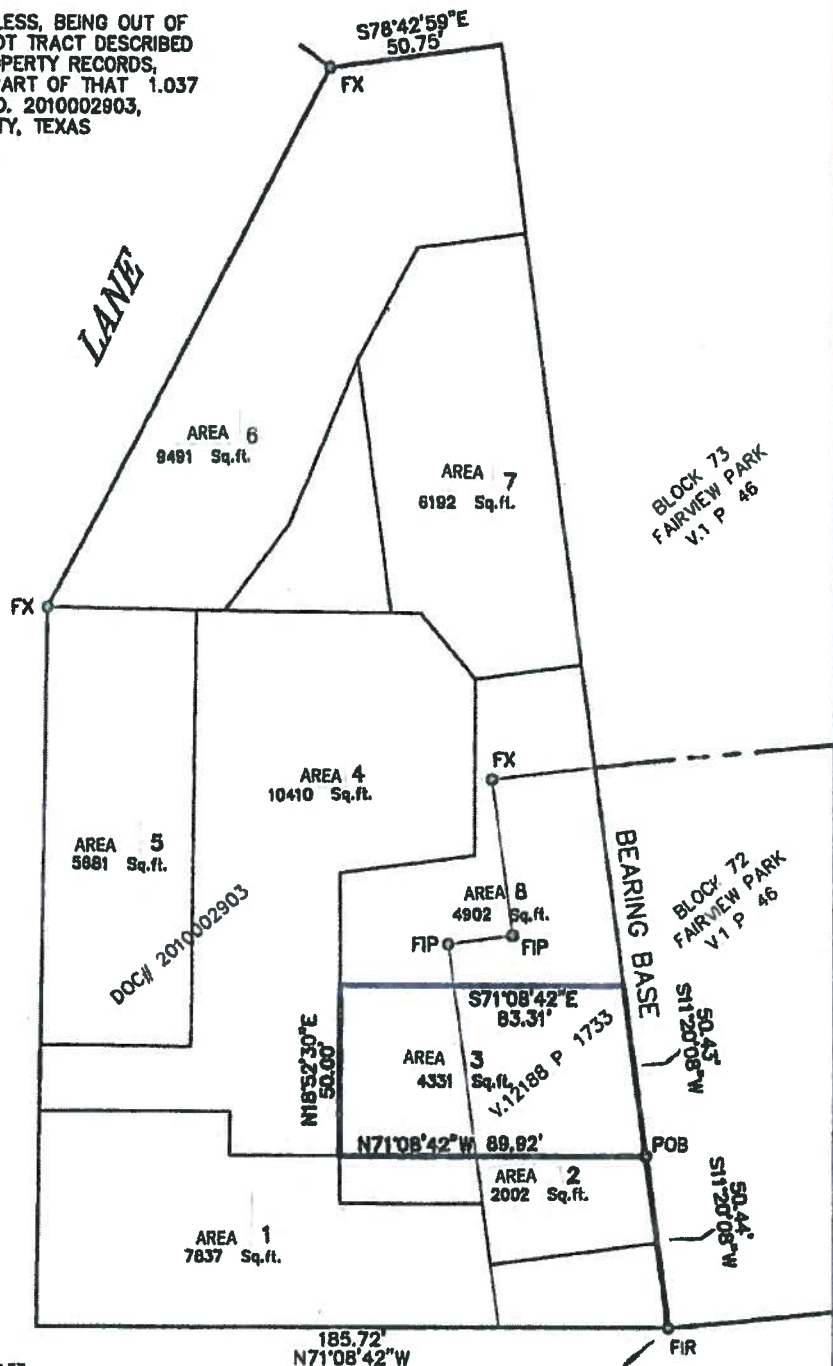 LESS, BEING OUT OF
OT TRACT DESCRIBED
PERTY RECORDS,
PART OF THAT 1.037
O. 2010002903,
TY, TEXAS
S78°42'59"E
50.75'
FX
LANE
AREA 6
9491 Sq.ft.
AREA 7
6192 Sq.ft.
BLOCK 73
FAIRVIEW PARK
V.1 P 46
FX
FX
AREA 4
10410 Sq.ft.
AREA 5
5681 Sq.ft.
DOC# 2010002903
AREA 8
4902 Sq.ft.
FIP
FIP
BEARING BASE
BLOCK 72
FAIRVIEW PARK
V.1 P 46
S71°08'42"E
83.31'
N18°52'30"E
50.00'
AREA 3
4331 Sq.ft.
V.12188 P 1733
50.43'
S11°20'08"W
N71°08'42"W 89.92'
POB
AREA 2
2002 Sq.ft.
50.44'
S11°20'08"W
AREA 1
7837 Sq.ft.
185.72'
N71°08'42"W
FIR